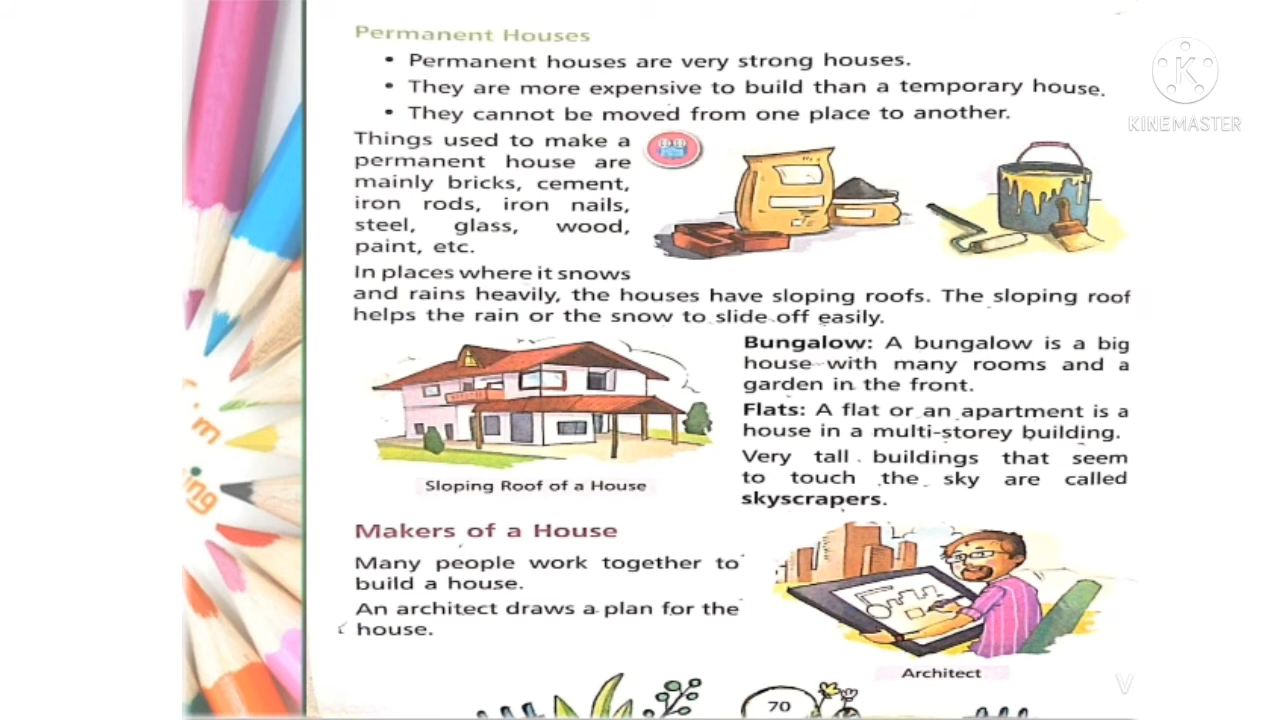 Permanent Houses
• Permanent houses are very strong houses.
• They are more expensive to build than a temporary house.
• They cannot be moved from one place to another.
Things used to make a
permanent house are
mainly bricks, cement,
iron rods, iron nails,
steel, glass, wood,
paint, etc.
In places where it snows
and rains heavily, the houses have sloping roofs. The sloping roof
helps the rain or the snow to slide off easily.
Sloping Roof of a House
Bungalow: A bungalow is a big
house with many rooms and a
garden in the front.
Flats: A flat or an apartment is a
house in a multi-storey building.
Very tall buildings that seem
to touch the sky are called
skyscrapers.
Makers of a House
Many people work together to
build a house.
An architect draws a plan for the
house.
Architect
70
K
KINEMASTER
V